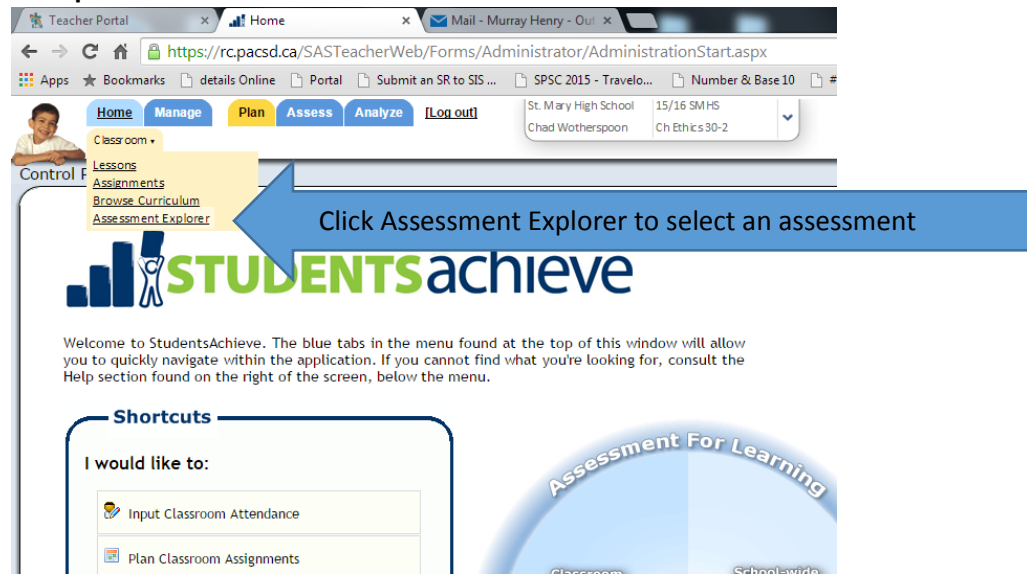 Teacher Portal × Home × Mail - Murray Henry - Out ×
https://rc.pacsd.ca/SASTeacherWeb/Forms/Administrator/AdministrationStart.aspx
Apps Bookmarks details Online Portal Submit an SR to SIS ... SPSC 2015 - Travelo... Number & Base 10 #
Home Manage Plan Assess Analyze [Log out]
St. Mary High School 15/16 SMHS
Chad Wotherspoon Ch Ethics 30-2
Classroom
Lessons
Control
Assignments
Browse Curriculum
Assessment Explorer
Click Assessment Explorer to select an assessment
STUDENTSachieve
Welcome to StudentsAchieve. The blue tabs in the menu found at the top of this window will allow
you to quickly navigate within the application. If you cannot find what you're looking for, consult the
Help section found on the right of the screen, below the menu.
Shortcuts
Assessment For Learning
I would like to:
Input Classroom Attendance
Plan Classroom Assignments
Classroom School-wide